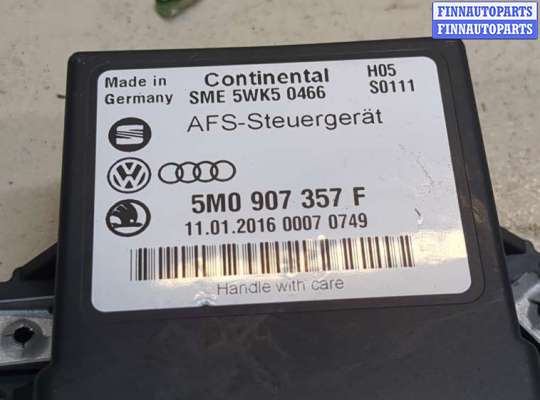 FINNAUTOPARTS
FINNAUTOPARTS
Made in
Germany
Continental
SME 5WK5 0466
H05
S0111
AFS-Steuergerät
5M0 907 357 F
11.01.2016 0007 0749
Handle with care